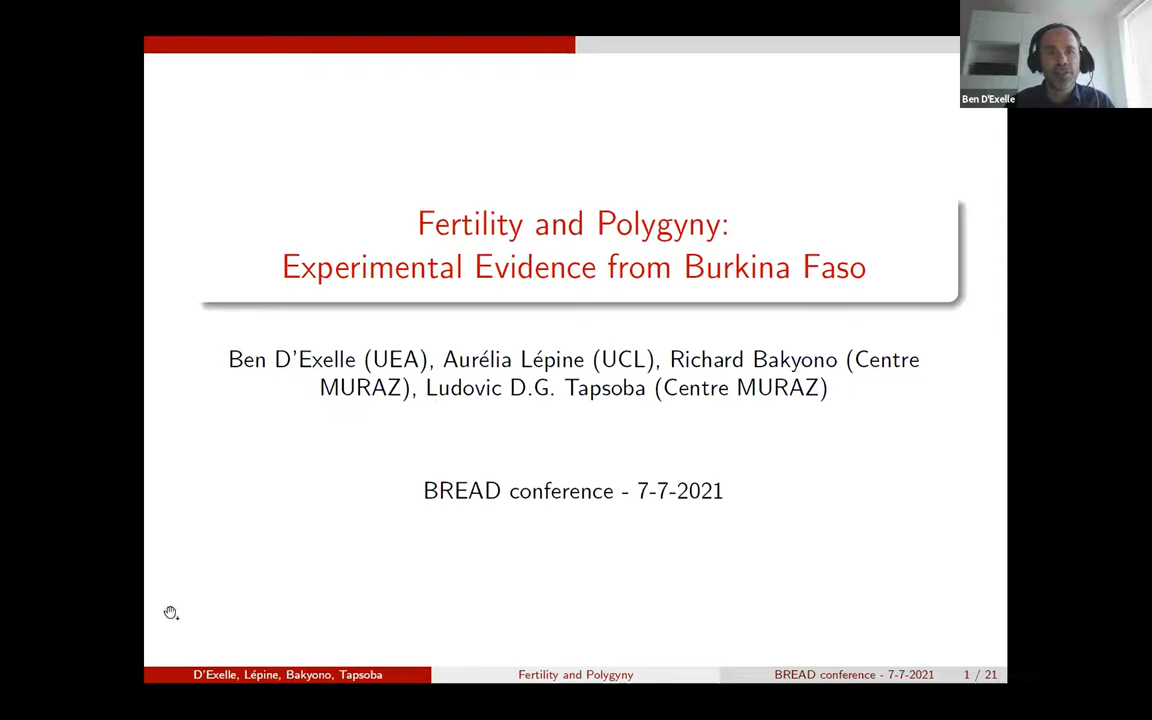 Ben D'Exelle
Fertility and Polygyny:
Experimental Evidence from Burkina Faso
Ben D'Exelle (UEA), Aurélia Lépine (UCL), Richard Bakyono (Centre
MURAZ), Ludovic D.G. Tapsoba (Centre MURAZ)
BREAD conference - 7-7-2021
D'Exelle, Lépine, Bakyono, Tapsoba
Fertility and Polygyny
BREAD conference - 7-7-2021
1 / 21